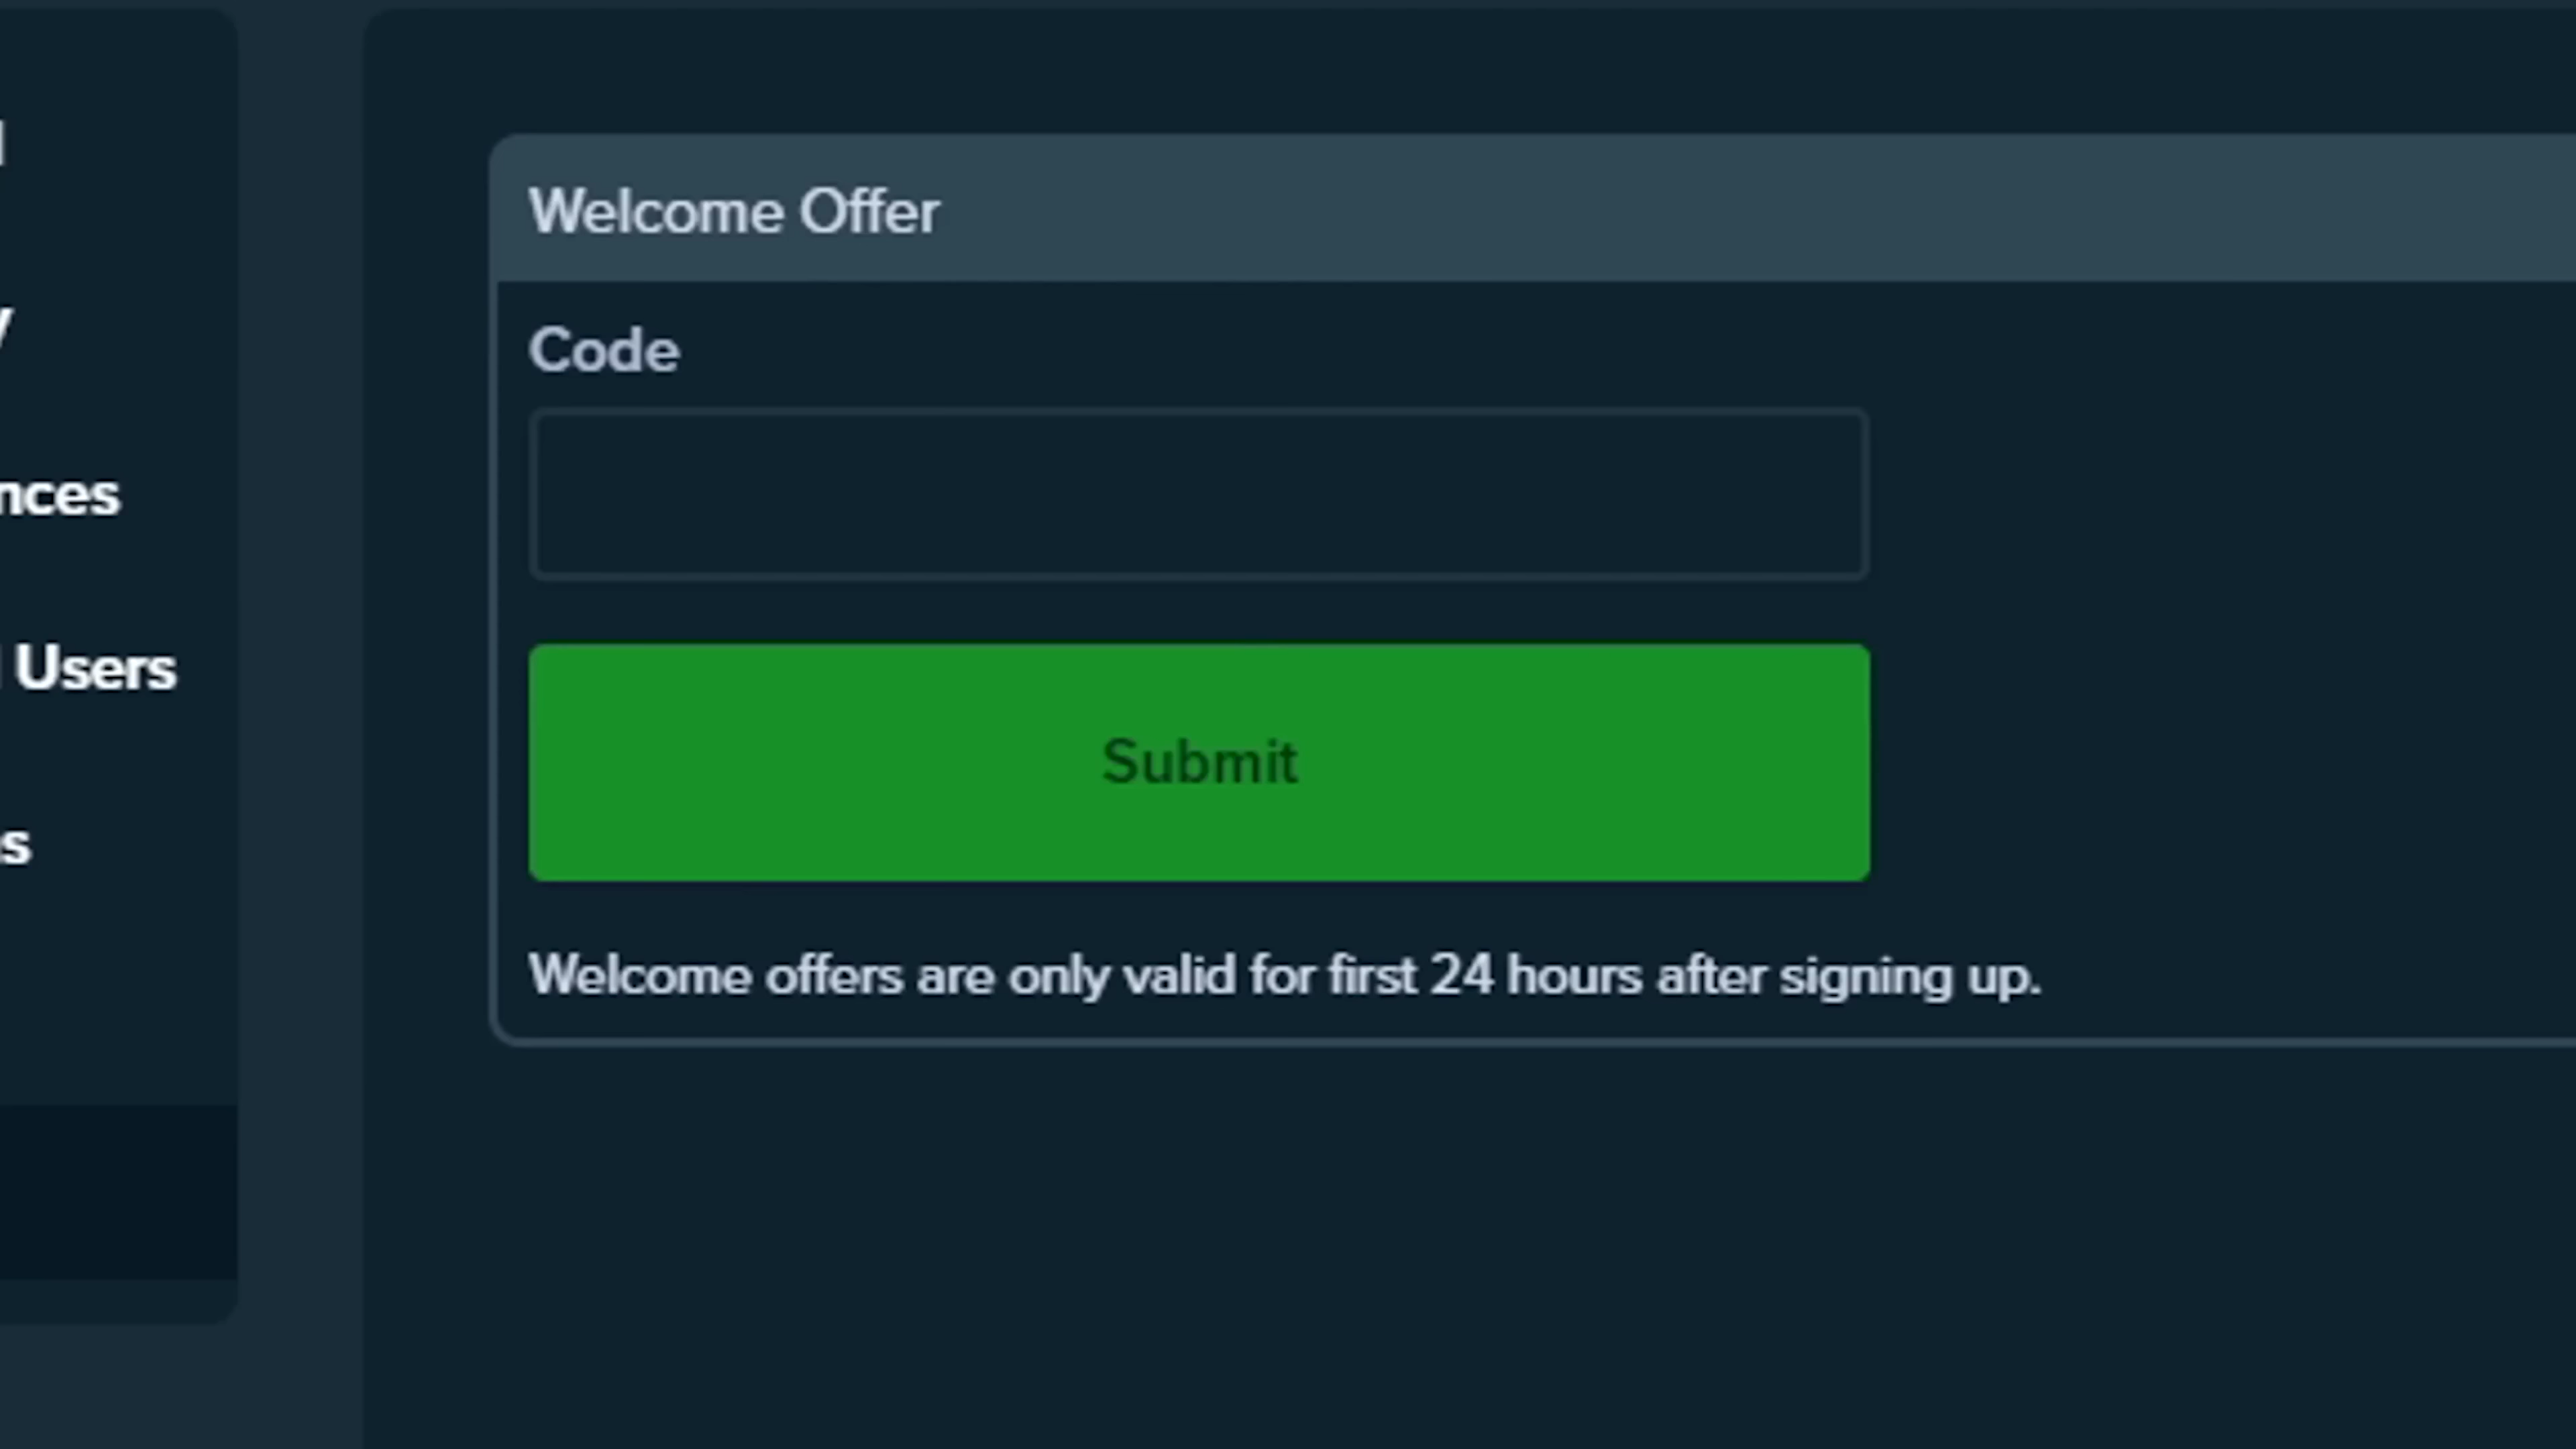 nces
Users
s
Welcome Offer
Code
Submit
Welcome offers are only valid for first 24 hours after signing up.